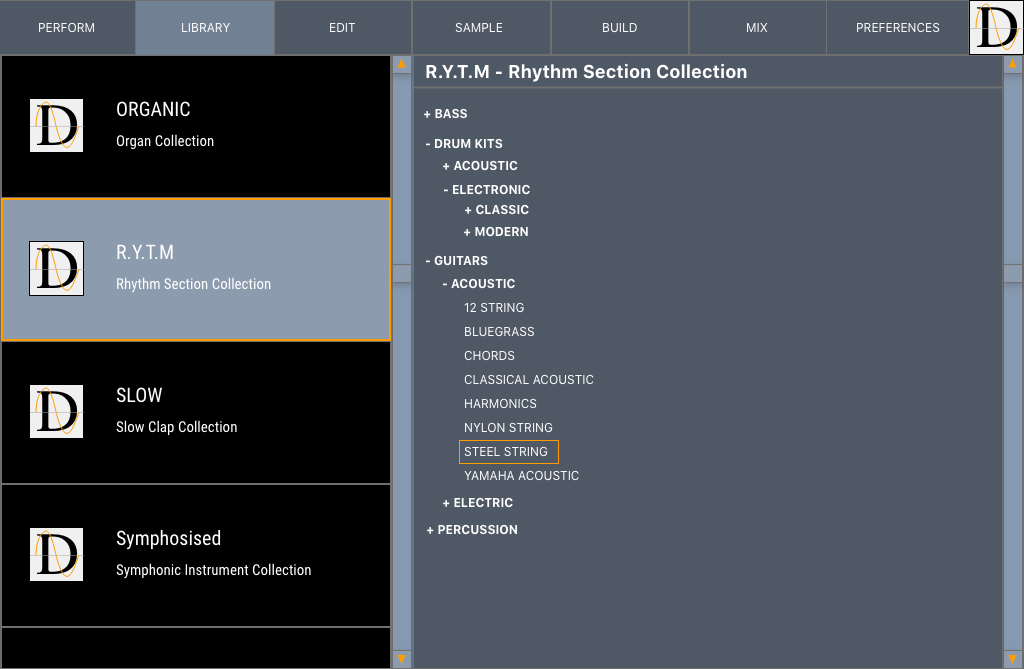 PERFORM LIBRARY EDIT SAMPLE BUILD MIX PREFERENCES D
D ORGANIC
Organ Collection
D R.Y.T.M
Rhythm Section Collection
D SLOW
Slow Clap Collection
D Symphosised
Symphonic Instrument Collection
R.Y.T.M - Rhythm Section Collection
+ BASS
- DRUM KITS
+ ACOUSTIC
- ELECTRONIC
+ CLASSIC
+ MODERN
- GUITARS
- ACOUSTIC
12 STRING
BLUEGRASS
CHORDS
CLASSICAL ACOUSTIC
HARMONICS
NYLON STRING
STEEL STRING
YAMAHA ACOUSTIC
+ ELECTRIC
+ PERCUSSION